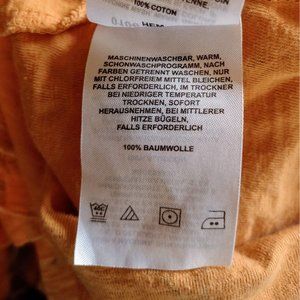 100% COTON
MASCHINENWASCHBAR, WARM,
SCHONWASCHPROGRAMM, NACH
FARBEN GETRENNT WASCHEN, NUR
MIT CHLORFREIEM MITTEL BLEICHEN,
FALLS ERFORDERLICH, IM TROCKNER
BEI NIEDRIGER TEMPERATUR
TROCKNEN, SOFORT
HERAUSNEHMEN, BEI MITTLERER
HITZE BÜGELN,
FALLS ERFORDERLICH
100% BAUMWOLLE